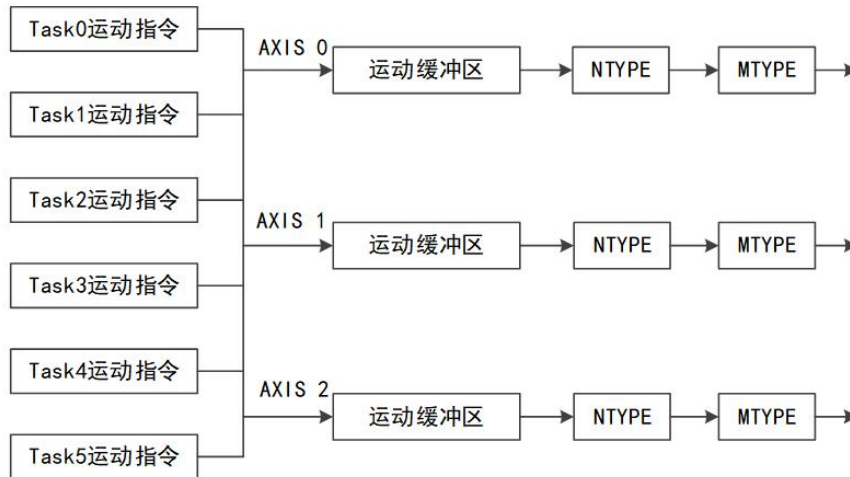 Task0运动指令
AXIS 0
运动缓冲区
NTYPE
MTYPE
Task1运动指令
Task2运动指令
AXIS 1
运动缓冲区
NTYPE
MTYPE
Task3运动指令
Task4运动指令
AXIS 2
运动缓冲区
NTYPE
MTYPE
Task5运动指令